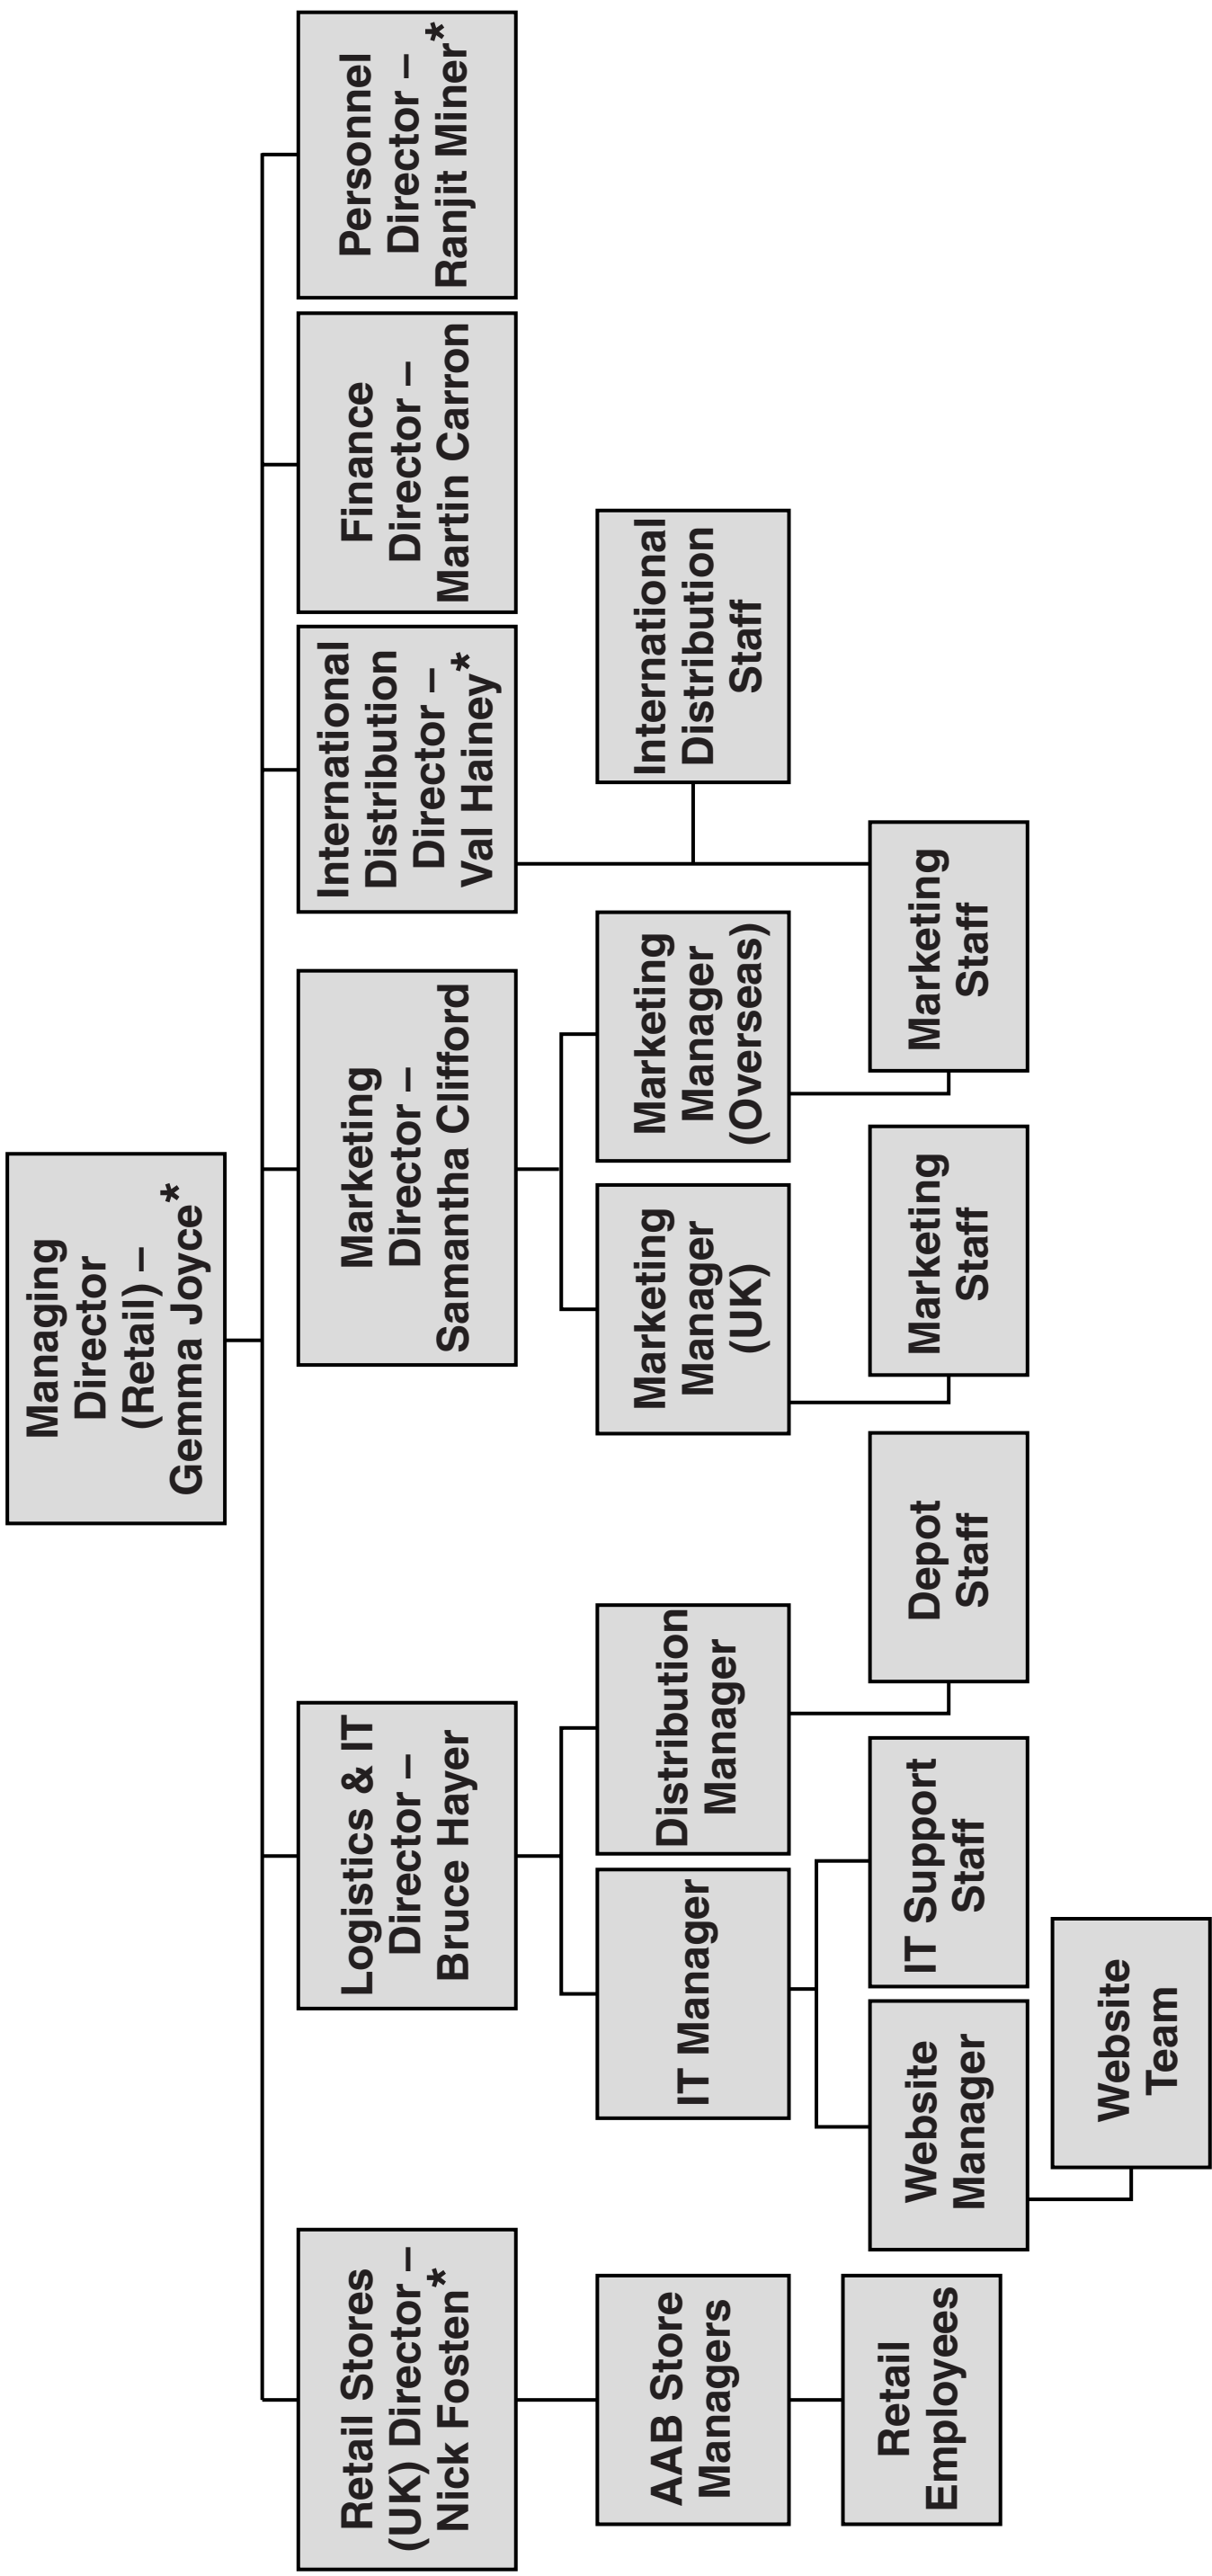 Managing
Director
(Retail) –
Gemma Joyce*
Retail Stores
(UK) Director –
Nick Fosten*
Logistics & IT
Director –
Bruce Hayer
Marketing
Director –
Samantha Clifford
International
Distribution
Director –
Val Hainey*
Finance
Director –
Martin Carron
Personnel
Director –
Ranjit Miner*
AAB Store
Managers
IT Manager
Distribution
Manager
Marketing
Manager
(UK)
Marketing
Manager
(Overseas)
International
Distribution
Staff
Retail
Employees
Website
Manager
IT Support
Staff
Depot
Staff
Marketing
Staff
Marketing
Staff
Website
Team